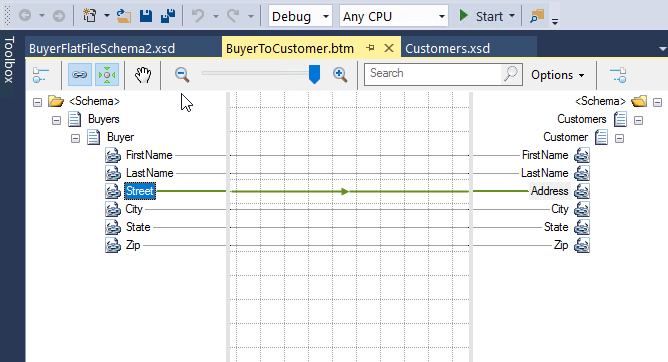 Debug Any CPU Start
Toolbox
BuyerFlatFileSchema2.xsd BuyerToCustomer.btm Customers.xsd
Search Options
<Schema> <Schema>
Buyers Customers
Buyer Customer
FirstName FirstName
LastName LastName
Street Address
City City
State State
Zip Zip